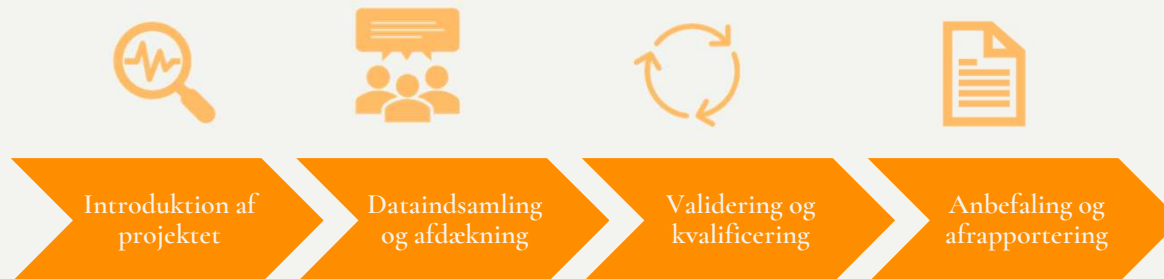 Introduktion af
projektet
Dataindsamling
og afdækning
Validering og
kvalificering
Anbefaling og
afrapportering